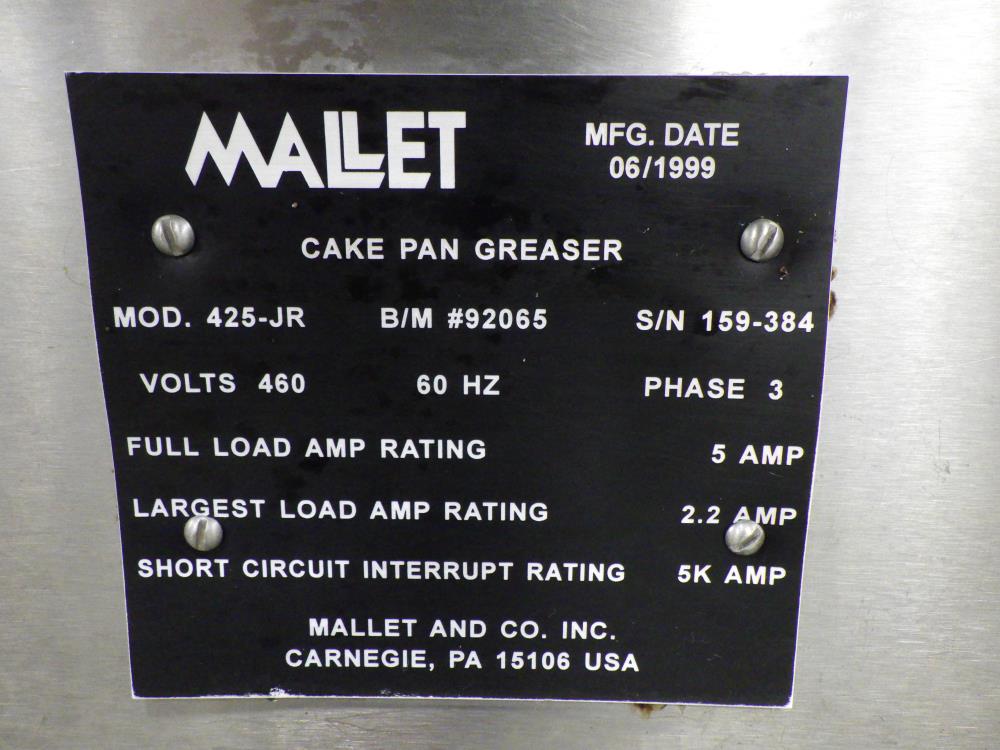 MALLET
MFG. DATE
06/1999
CAKE PAN GREASER
MOD. 425-JR B/M #92065 S/N 159-384
VOLTS 460 60 HZ PHASE 3
FULL LOAD AMP RATING 5 AMP
LARGEST LOAD AMP RATING 2.2 AMP
SHORT CIRCUIT INTERRUPT RATING 5K AMP
MALLET AND CO. INC.
CARNEGIE, PA 15106 USA